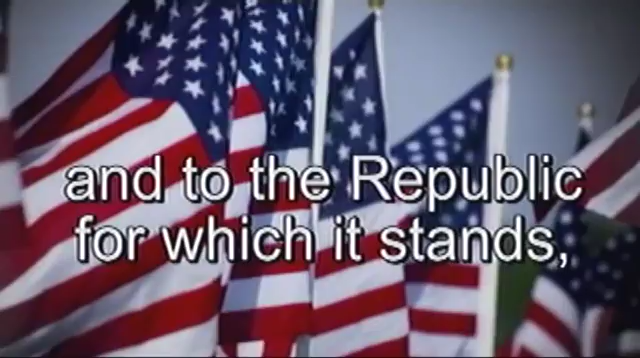 and to the Republic
for which it stands,